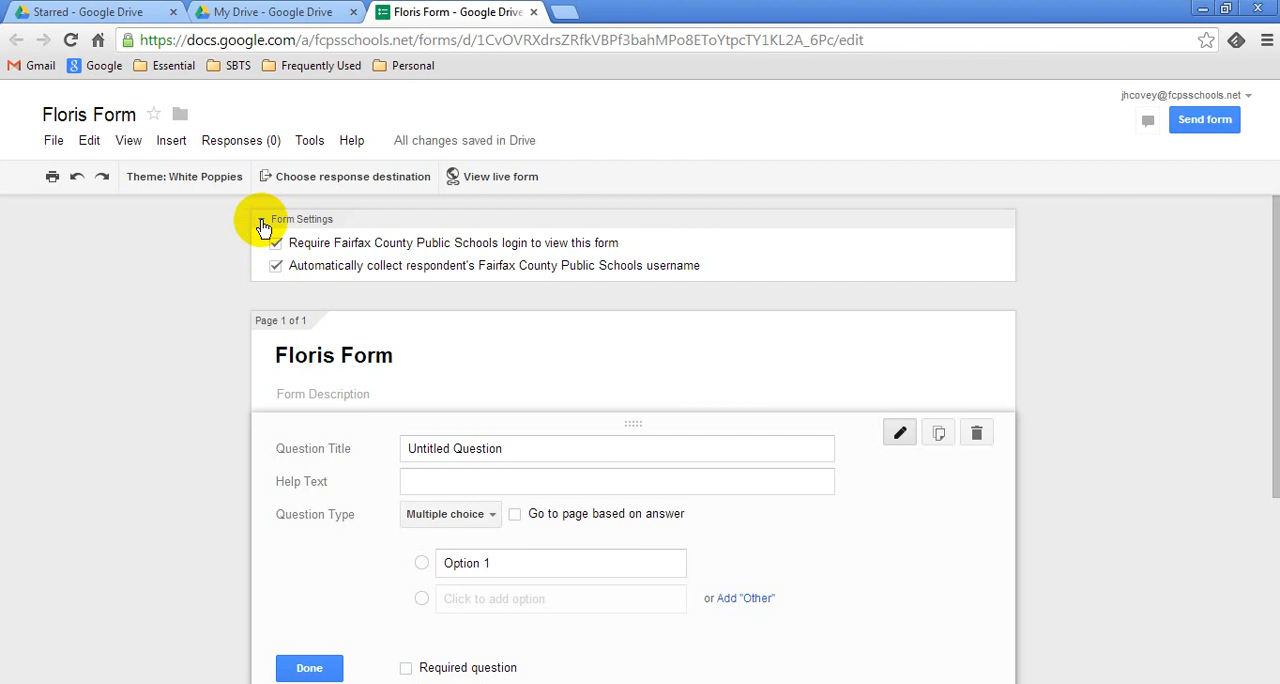 Starred - Google Drive
My Drive - Google Drive
Floris Form - Google Drive
https://docs.google.com/a/fcpsschools.net/forms/d/1CvOVRXdrsZRfkVBPf3bahMPo8EToYtpcTY1KL2A_6Pc/edit
Gmail Google Essential SBTS Frequently Used Personal
jhcovey@fcpsschools.net
Floris Form
Send form
File Edit View Insert Responses (0) Tools Help All changes saved in Drive
Theme: White Poppies Choose response destination View live form
Form Settings
Require Fairfax County Public Schools login to view this form
Automatically collect respondent's Fairfax County Public Schools username
Page 1 of 1
Floris Form
Form Description
Question Title Untitled Question
Help Text
Question Type Multiple choice Go to page based on answer
Option 1
Click to add option or Add "Other"
Done Required question